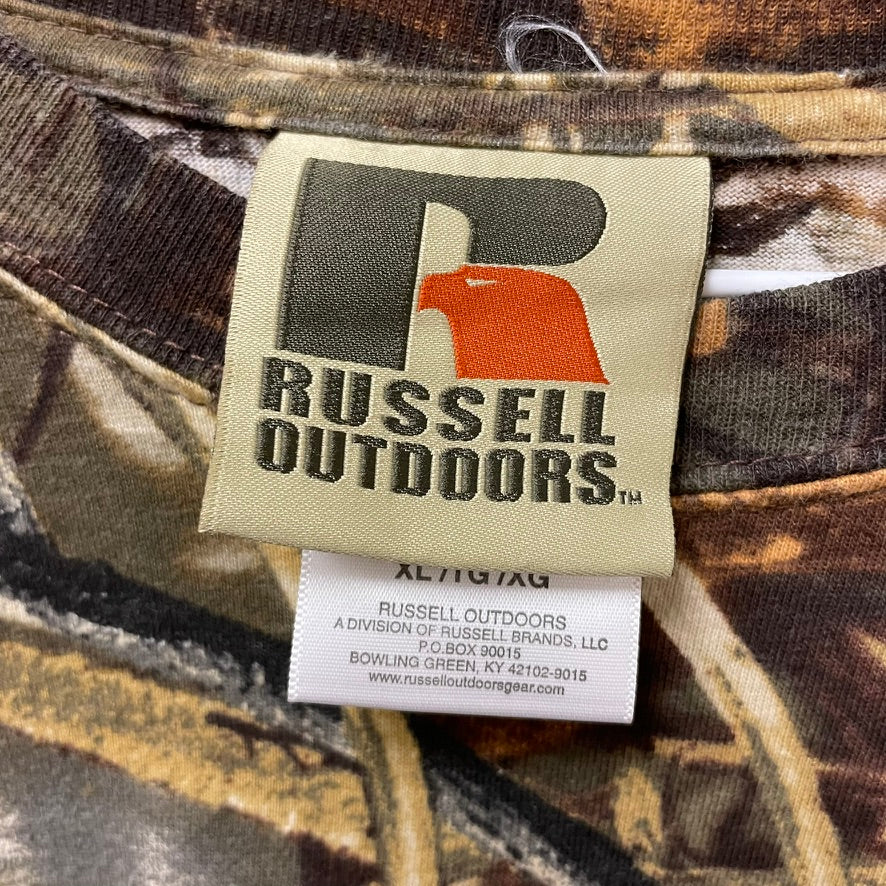 R
RUSSELL
OUTDOORS™
XL/TG/XG
RUSSELL OUTDOORS
A DIVISION OF RUSSELL BRANDS, LLC
P.O.BOX 90015
BOWLING GREEN, KY 42102-9015
www.russelloutdoorsgear.com